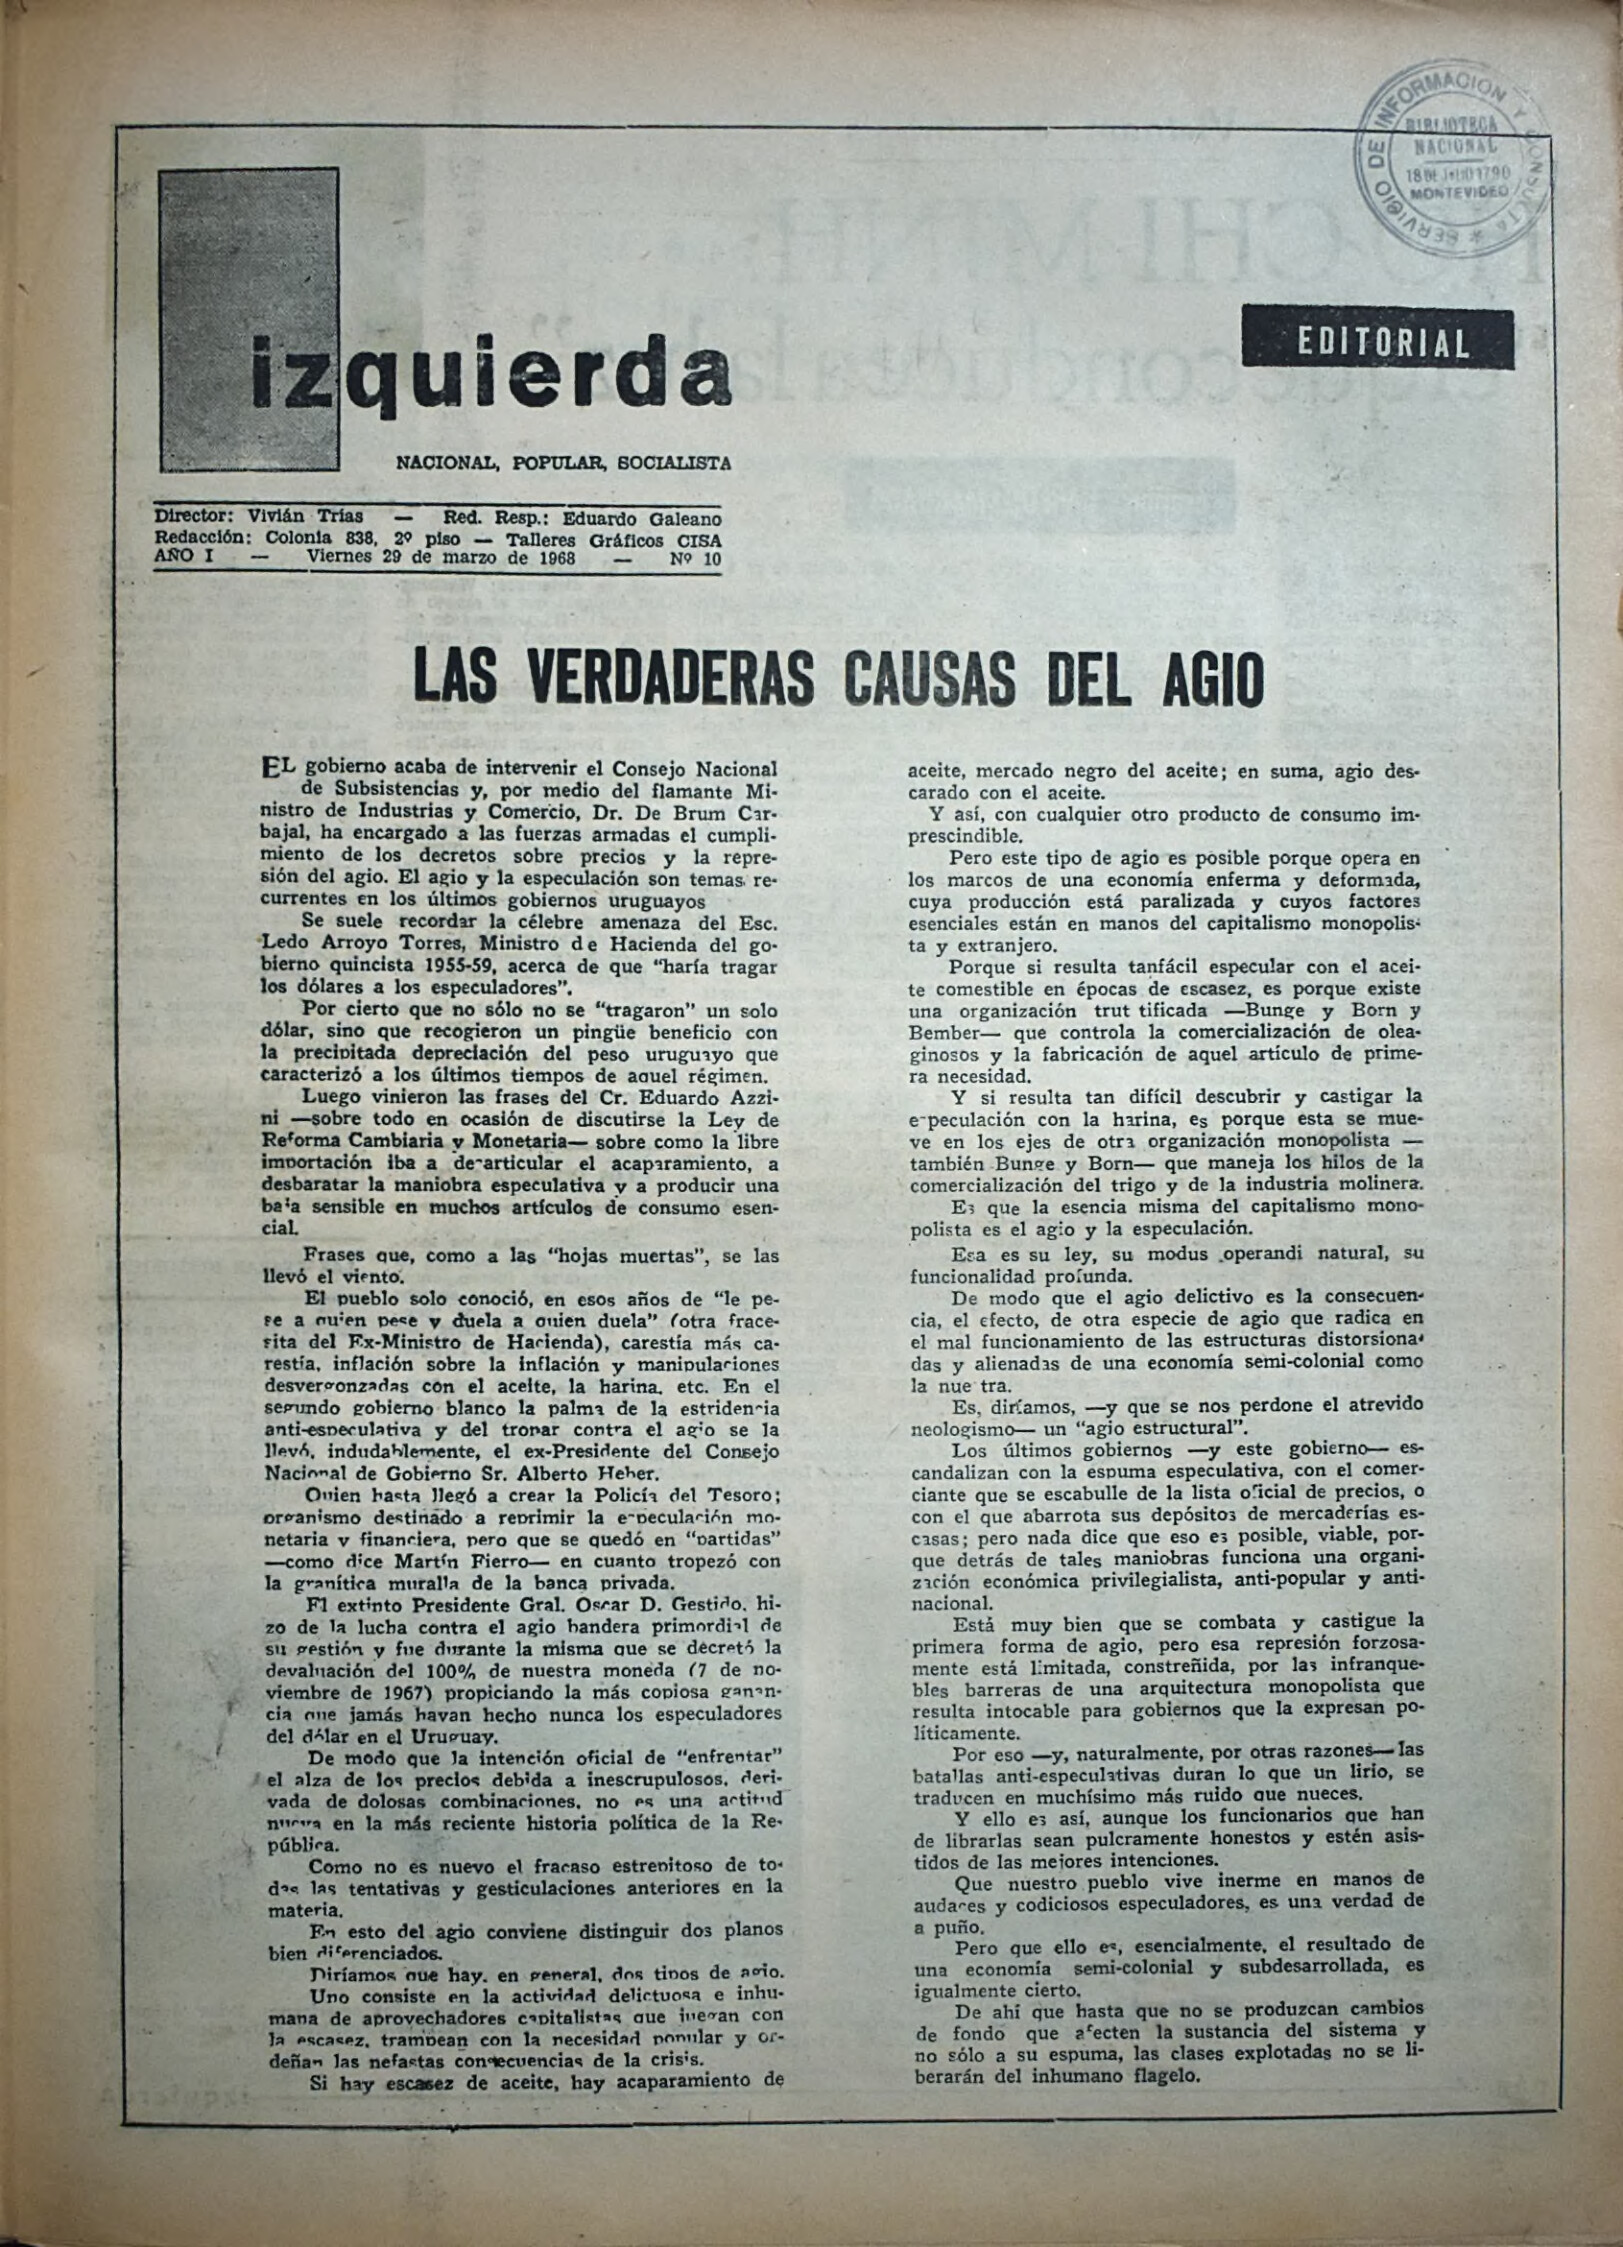 SERVICIO DE INFORMACION Y CONSULTA *
BIBLIOTECA
NACIONAL
MONTEVIDEO
izquierda
EDITORIAL
NACIONAL, POPULAR, SOCIALISTA
Director: Vivián Trías — Red. Resp.: Eduardo Galeano
Redacción: Colonia 838, 2º piso — Talleres Gráficos CISA
AÑO I — Viernes 29 de marzo de 1968 — Nº 10
LAS VERDADERAS CAUSAS DEL AGIO
EL gobierno acaba de intervenir el Consejo Nacional
de Subsistencias y, por medio del flamante Mi-
nistro de Industrias y Comercio, Dr. De Brum Car-
bajal, ha encargado a las fuerzas armadas el cumpli-
miento de los decretos sobre precios y la repre-
sión del agio. El agio y la especulación son temas re-
currentes en los últimos gobiernos uruguayos
Se suele recordar la célebre amenaza del Esc.
Ledo Arroyo Torres, Ministro de Hacienda del go-
bierno quincista 1955-59, acerca de que "haría tragar
los dólares a los especuladores".
Por cierto que no sólo no se "tragaron" un solo
dólar, sino que recogieron un pingüe beneficio con
la precipitada depreciación del peso uruguayo que
caracterizó a los últimos tiempos de aquel régimen.
Luego vinieron las frases del Cr. Eduardo Azzi-
ni —sobre todo en ocasión de discutirse la Ley de
Reforma Cambiaria y Monetaria— sobre como la libre
importación iba a desarticular el acaparamiento, a
desbaratar la maniobra especulativa y a producir una
baja sensible en muchos artículos de consumo esen-
cial.
Frases que, como a las "hojas muertas", se las
llevó el viento.
El pueblo solo conoció, en esos años de "le pe-
se a quien pese y duela a quien duela" (otra frace-
sita del Ex-Ministro de Hacienda), carestía más ca-
restía, inflación sobre la inflación y manipulaciones
desvergonzadas con el aceite, la harina, etc. En el
segundo gobierno blanco la palma de la estridencia
anti-especulativa y del tronar contra el agio se la
llevó, indudablemente, el ex-Presidente del Consejo
Nacional de Gobierno Sr. Alberto Heber.
Quien hasta llegó a crear la Policía del Tesoro;
organismo destinado a reprimir la especulación mo-
netaria y financiera, pero que se quedó en "partidas"
—como dice Martín Fierro— en cuanto tropezó con
la granítica muralla de la banca privada.
El extinto Presidente Gral. Oscar D. Gestido, hi-
zo de la lucha contra el agio bandera primordial de
su gestión y fue durante la misma que se decretó la
devaluación del 100% de nuestra moneda (7 de no-
viembre de 1967) propiciando la más copiosa ganan-
cia que jamás hayan hecho nunca los especuladores
del dólar en el Uruguay.
De modo que la intención oficial de "enfrentar"
el alza de los precios debida a inescrupulosos, deri-
vada de dolosas combinaciones, no es una actitud
nueva en la más reciente historia política de la Re-
pública.
Como no es nuevo el fracaso estrepitoso de to-
das las tentativas y gesticulaciones anteriores en la
materia.
En esto del agio conviene distinguir dos planos
bien diferenciados.
Diríamos que hay, en general, dos tipos de agio.
Uno consiste en la actividad delictuosa e inhu-
mana de aprovechadores capitalistas que juegan con
la escasez, trampean con la necesidad popular y or-
deñan las nefastas consecuencias de la crisis.
Si hay escasez de aceite, hay acaparamiento de
aceite, mercado negro del aceite; en suma, agio des-
carado con el aceite.
Y así, con cualquier otro producto de consumo im-
prescindible.
Pero este tipo de agio es posible porque opera en
los marcos de una economía enferma y deformada,
cuya producción está paralizada y cuyos factores
esenciales están en manos del capitalismo monopolis-
ta y extranjero.
Porque si resulta tanfácil especular con el acei-
te comestible en épocas de escasez, es porque existe
una organización trut tificada —Bunge y Born y
Bember— que controla la comercialización de olea-
ginosos y la fabricación de aquel artículo de prime-
ra necesidad.
Y si resulta tan difícil descubrir y castigar la
especulación con la harina, es porque esta se mue-
ve en los ejes de otra organización monopolista —
también Bunge y Born— que maneja los hilos de la
comercialización del trigo y de la industria molinera.
Es que la esencia misma del capitalismo mono-
polista es el agio y la especulación.
Esa es su ley, su modus operandi natural, su
funcionalidad profunda.
De modo que el agio delictivo es la consecuen-
cia, el efecto, de otra especie de agio que radica en
el mal funcionamiento de las estructuras distorsiona-
das y alienadas de una economía semi-colonial como
la nue tra.
Es, diríamos, —y que se nos perdone el atrevido
neologismo— un "agio estructural".
Los últimos gobiernos —y este gobierno— es-
candalizan con la espuma especulativa, con el comer-
ciante que se escabulle de la lista oficial de precios, o
con el que abarrota sus depósitos de mercaderías es-
casas; pero nada dice que eso es posible, viable, por-
que detrás de tales maniobras funciona una organi-
zación económica privilegialista, anti-popular y anti-
nacional.
Está muy bien que se combata y castigue la
primera forma de agio, pero esa represión forzosa-
mente está limitada, constreñida, por las infranquea-
bles barreras de una arquitectura monopolista que
resulta intocable para gobiernos que la expresan po-
líticamente.
Por eso —y, naturalmente, por otras razones— las
batallas anti-especulativas duran lo que un lirio, se
traducen en muchísimo más ruido que nueces.
Y ello es así, aunque los funcionarios que han
de librarlas sean pulcramente honestos y estén asis-
tidos de las mejores intenciones.
Que nuestro pueblo vive inerme en manos de
audaces y codiciosos especuladores, es una verdad de
a puño.
Pero que ello es, esencialmente, el resultado de
una economía semi-colonial y subdesarrollada, es
igualmente cierto.
De ahí que hasta que no se produzcan cambios
de fondo que afecten la sustancia del sistema y
no sólo a su espuma, las clases explotadas no se li-
berarán del inhumano flagelo.